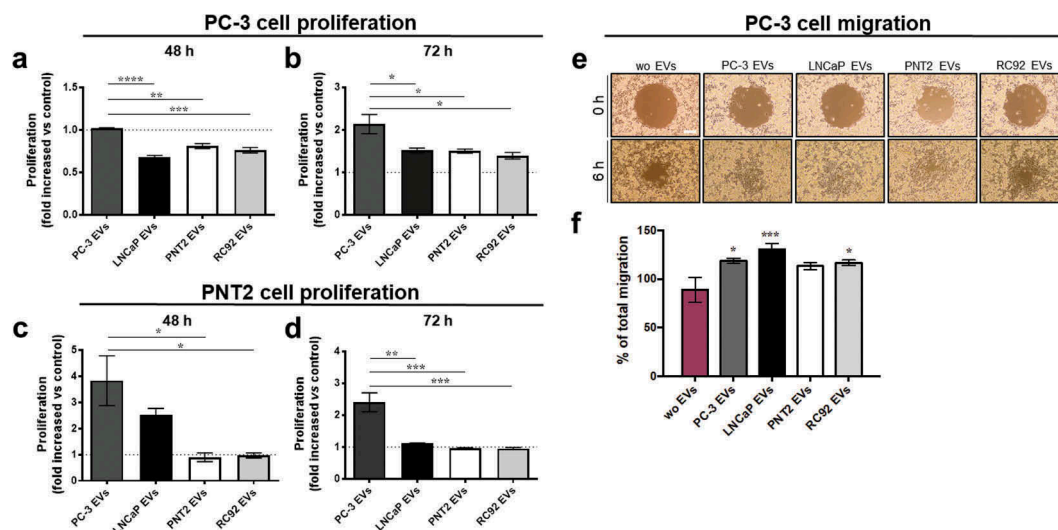 PC-3 cell proliferation
a
48 h
Proliferation
(fold increased vs control)
1.5
1.0
0.5
0.0
****
**
***
PC-3 EVs
LNCaP EVs
PNT2 EVs
RC92 EVs
b
72 h
Proliferation
(fold increased vs control)
3
2
1
0
*
*
*
PC-3 EVs
LNCaP EVs
PNT2 EVs
RC92 EVs
PNT2 cell proliferation
c
48 h
Proliferation
(fold increased vs control)
5
4
3
2
1
0
*
*
PC-3 EVs
LNCaP EVs
PNT2 EVs
RC92 EVs
d
72 h
Proliferation
(fold increased vs control)
4
3
2
1
0
**
***
***
PC-3 EVs
LNCaP EVs
PNT2 EVs
RC92 EVs
PC-3 cell migration
e
wo EVs
PC-3 EVs
LNCaP EVs
PNT2 EVs
RC92 EVs
0 h
6 h
f
% of total migration
150
100
50
0
*
***
*
wo EVs
PC-3 EVs
LNCaP EVs
PNT2 EVs
RC92 EVs